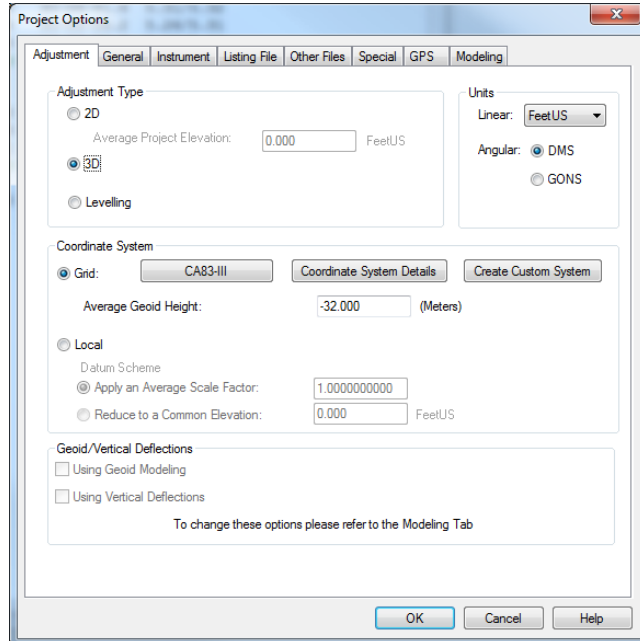 Project Options
Adjustment General Instrument Listing File Other Files Special GPS Modeling
Adjustment Type
2D
Average Project Elevation: 0.000 FeetUS
3D
Levelling
Units
Linear: FeetUS
Angular: DMS
GONS
Coordinate System
Grid: CA83-III Coordinate System Details Create Custom System
Average Geoid Height: -32.000 (Meters)
Local
Datum Scheme
Apply an Average Scale Factor: 1.0000000000
Reduce to a Common Elevation: 0.000 FeetUS
Geoid/Vertical Deflections
Using Geoid Modeling
Using Vertical Deflections
To change these options please refer to the Modeling Tab
OK Cancel Help